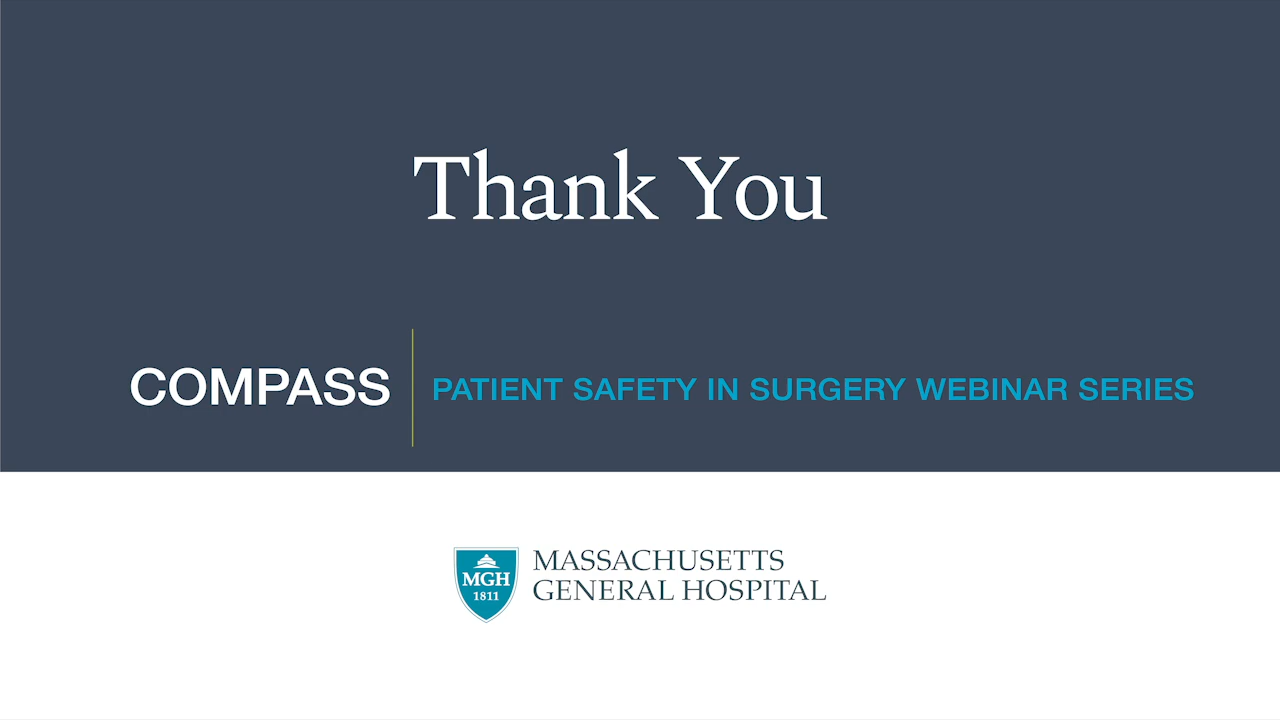 Thank You
COMPASS
PATIENT SAFETY IN SURGERY WEBINAR SERIES
MGH
1811
MASSACHUSETTS
GENERAL HOSPITAL